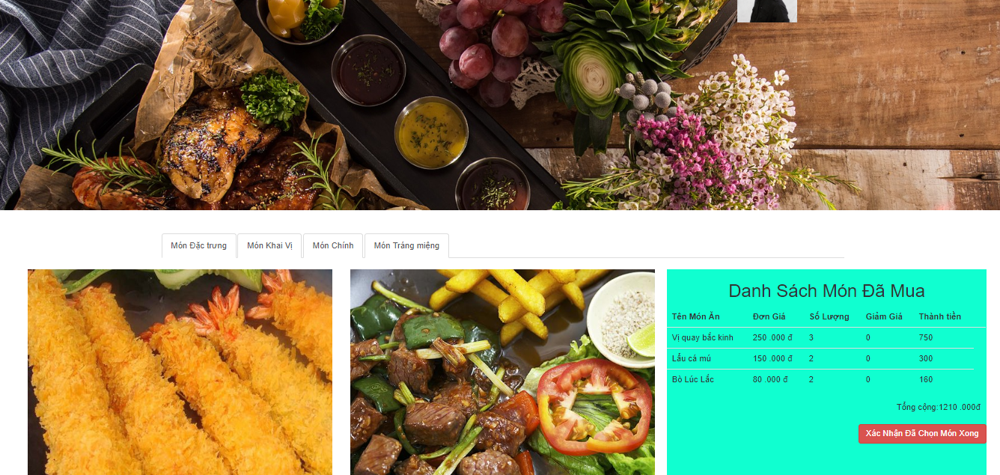 Món Đặc trưng Món Khai Vị Món Chính Món Tráng miệng
Danh Sách Món Đã Mua
Tên Món Ăn Đơn Giá Số Lượng Giảm Giá Thành tiền
Vị quay bắc kinh 250 .000 đ 3 0 750
Lẩu cá mú 150 .000 đ 2 0 300
Bò Lúc Lắc 80 .000 đ 2 0 160
Tổng cộng:1210 .000đ
Xác Nhận Đã Chọn Món Xong